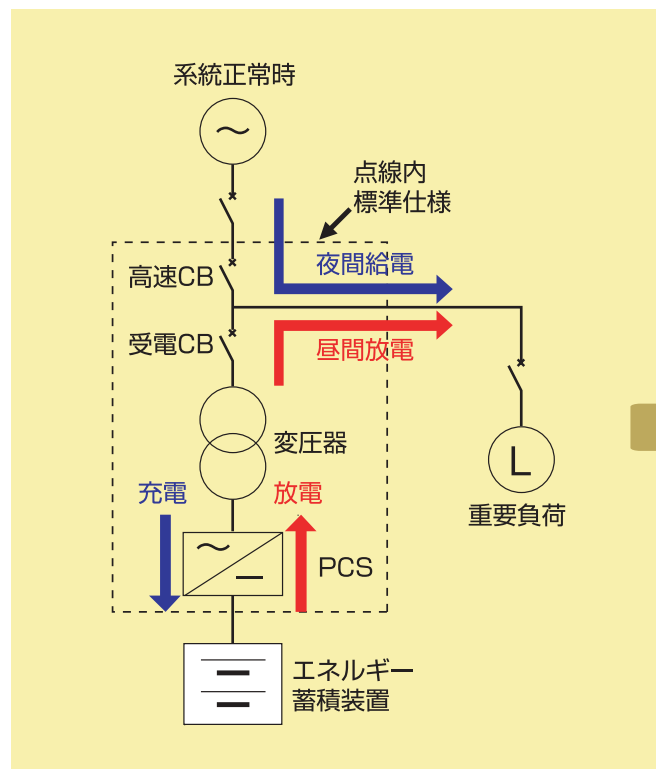 系統正常時
点線内
標準仕様
夜間給電
高速CB
受電CB
昼間放電
変圧器
L
重要負荷
充電
放電
PCS
エネルギー
蓄積装置